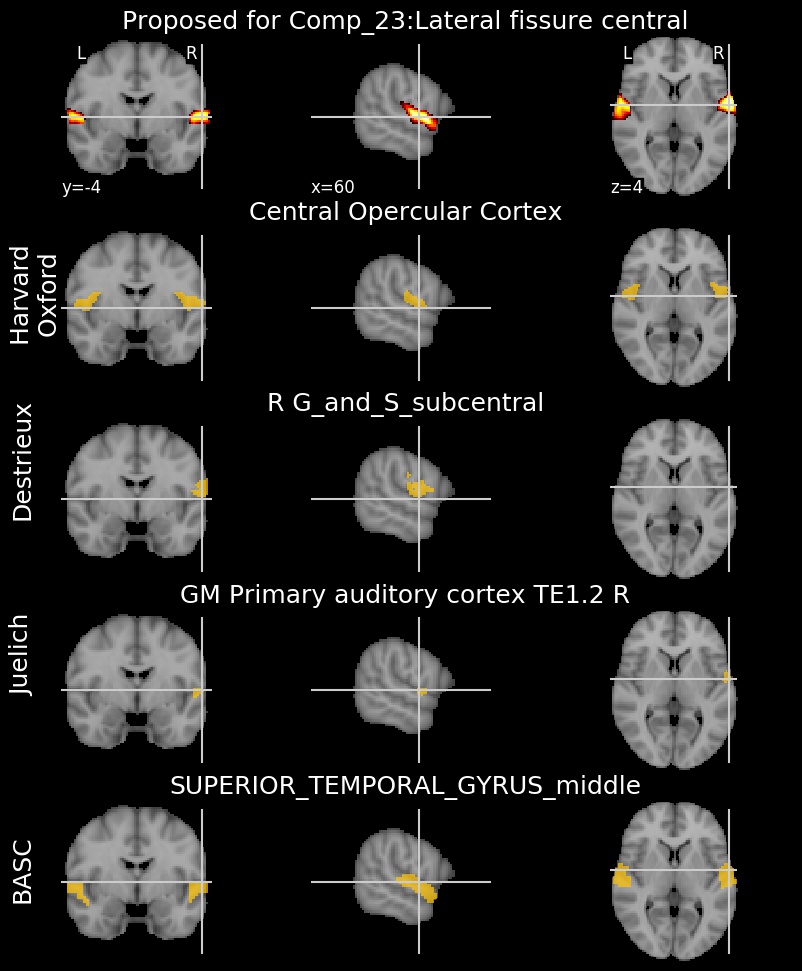 Proposed for Comp_23:Lateral fissure central
L R
L R
y=-4 x=60 z=4
Central Opercular Cortex
Harvard
Oxford
R G_and_S_subcentral
Destrieux
GM Primary auditory cortex TE1.2 R
Juelich
SUPERIOR_TEMPORAL_GYRUS_middle
BASC